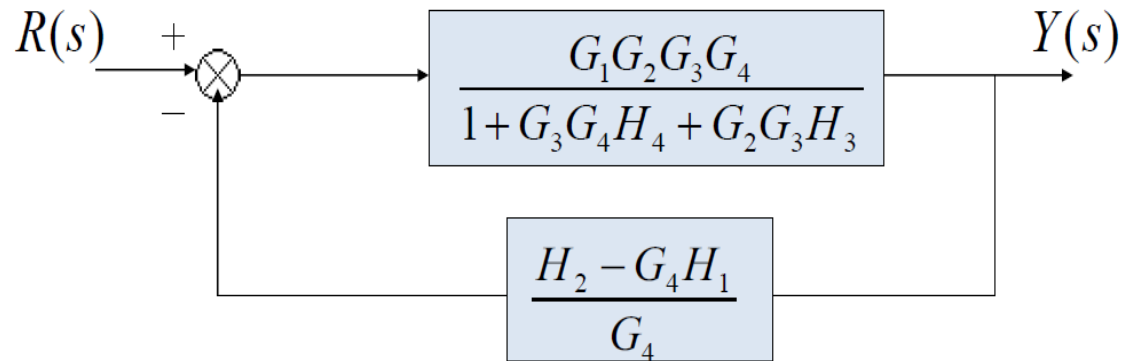 R(s) + Y(s)
−
G₁G₂G₃G₄
1 + G₃G₄H₄ + G₂G₃H₃
H₂ − G₄H₁
G₄